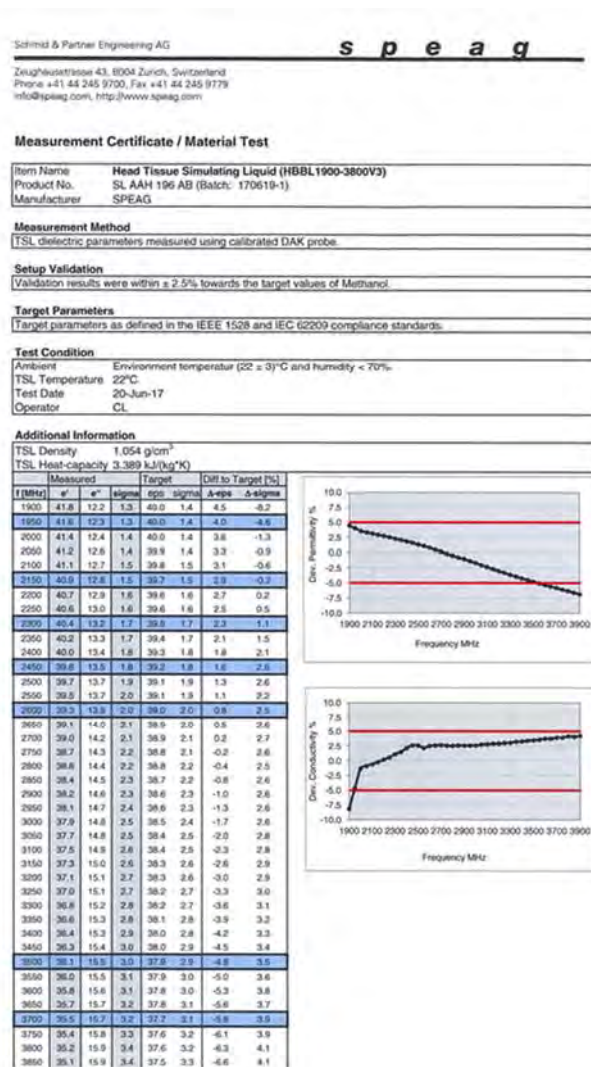 Schmid & Partner Engineering AG
s p e a g
Zeughausstrasse 43, 8004 Zurich, Switzerland
Phone +41 44 245 9700, Fax +41 44 245 9779
info@speag.com, http://www.speag.com
Measurement Certificate / Material Test
Item Name Head Tissue Simulating Liquid (HBBL1900-3800V3)
Product No. SL AAH 196 AB (Batch: 170619-1)
Manufacturer SPEAG
Measurement Method
TSL dielectric parameters measured using calibrated DAK probe.
Setup Validation
Validation results were within ± 2.5% towards the target values of Methanol.
Target Parameters
Target parameters as defined in the IEEE 1528 and IEC 62209 compliance standards.
Test Condition
Ambient Environment temperatur (22 ± 3)°C and humidity < 70%.
TSL Temperature 22°C
Test Date 20-Jun-17
Operator CL
Additional Information
TSL Density 1.054 g/cm³
TSL Heat-capacity 3.389 kJ/(kg*K)
Measured Target Diff.to Target [%]
f [MHz] e' e'' sigma eps sigma Δ-eps Δ-sigma
1900 41.8 12.2 1.3 40.0 1.4 4.5 -8.2
1950 41.6 12.3 1.3 40.0 1.4 4.0 -4.6
2000 41.4 12.4 1.4 40.0 1.4 3.6 -1.3
2050 41.2 12.6 1.4 39.9 1.4 3.3 -0.9
2100 41.1 12.7 1.5 39.8 1.5 3.1 -0.6
2150 40.9 12.8 1.5 39.7 1.5 2.9 -0.2
2200 40.7 12.9 1.6 39.6 1.6 2.7 0.2
2250 40.6 13.0 1.6 39.6 1.6 2.5 0.5
2300 40.4 13.2 1.7 39.5 1.7 2.3 1.1
2350 40.2 13.3 1.7 39.4 1.7 2.1 1.5
2400 40.0 13.4 1.8 39.3 1.8 1.8 2.1
2450 39.8 13.5 1.8 39.2 1.8 1.6 2.6
2500 39.7 13.7 1.9 39.1 1.9 1.3 2.6
2550 39.5 13.7 2.0 39.1 1.9 1.1 2.2
2600 39.3 13.8 2.0 39.0 2.0 0.8 2.5
2650 39.1 14.0 2.1 38.9 2.0 0.5 2.6
2700 39.0 14.2 2.1 38.9 2.1 0.2 2.7
2750 38.7 14.3 2.2 38.8 2.1 -0.2 2.6
2800 38.6 14.4 2.2 38.8 2.2 -0.4 2.5
2850 38.4 14.5 2.3 38.7 2.2 -0.8 2.6
2900 38.2 14.6 2.3 38.6 2.3 -1.0 2.6
2950 38.1 14.7 2.4 38.6 2.3 -1.3 2.6
3000 37.9 14.8 2.5 38.5 2.4 -1.7 2.6
3050 37.7 14.8 2.5 38.4 2.5 -2.0 2.8
3100 37.5 14.9 2.6 38.4 2.5 -2.3 2.8
3150 37.3 15.0 2.6 38.3 2.6 -2.6 2.9
3200 37.1 15.1 2.7 38.3 2.6 -3.0 2.9
3250 37.0 15.1 2.7 38.2 2.7 -3.3 3.0
3300 36.8 15.2 2.8 38.2 2.7 -3.6 3.1
3350 36.6 15.3 2.8 38.1 2.8 -3.9 3.2
3400 36.4 15.3 2.9 38.0 2.8 -4.2 3.3
3450 36.3 15.4 3.0 38.0 2.9 -4.5 3.4
3500 36.1 15.5 3.0 37.9 2.9 -4.8 3.5
3550 36.0 15.5 3.1 37.9 3.0 -5.0 3.6
3600 35.8 15.6 3.1 37.8 3.0 -5.3 3.8
3650 35.7 15.7 3.2 37.8 3.1 -5.6 3.7
3700 35.5 15.7 3.2 37.7 3.1 -5.8 3.9
3750 35.4 15.8 3.3 37.6 3.2 -6.1 3.9
3800 35.2 15.9 3.4 37.6 3.2 -6.3 4.1
3850 35.1 15.9 3.4 37.5 3.3 -6.6 4.1
Dev. Permittivity %
10.0
7.5
5.0
2.5
0.0
-2.5
-5.0
-7.5
-10.0
1900 2100 2300 2500 2700 2900 3100 3300 3500 3700 3900
Frequency MHz
Dev. Conductivity %
10.0
7.5
5.0
2.5
0.0
-2.5
-5.0
-7.5
-10.0
1900 2100 2300 2500 2700 2900 3100 3300 3500 3700 3900
Frequency MHz